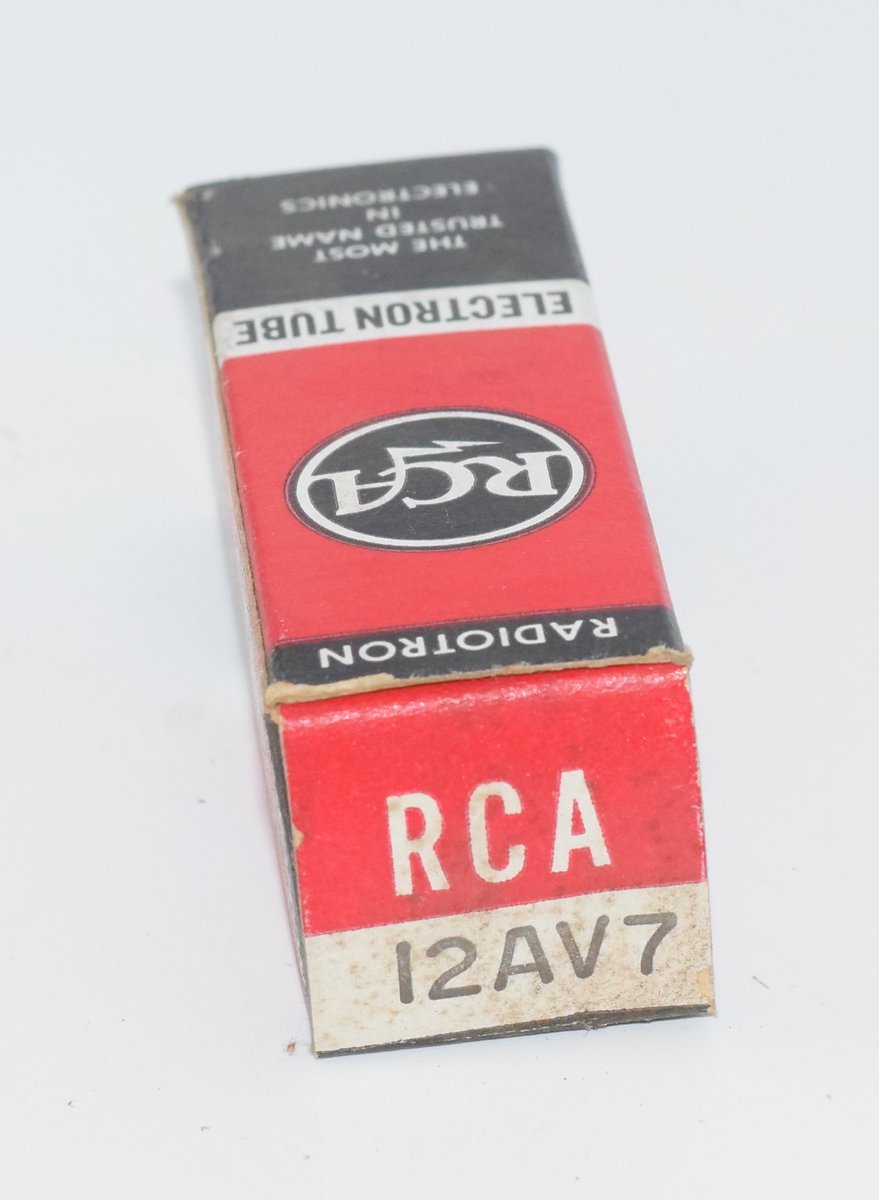 THE MOST
TRUSTED NAME
IN
ELECTRONICS
ELECTRON TUBE
RCA
RADIOTRON
RCA
12AV7